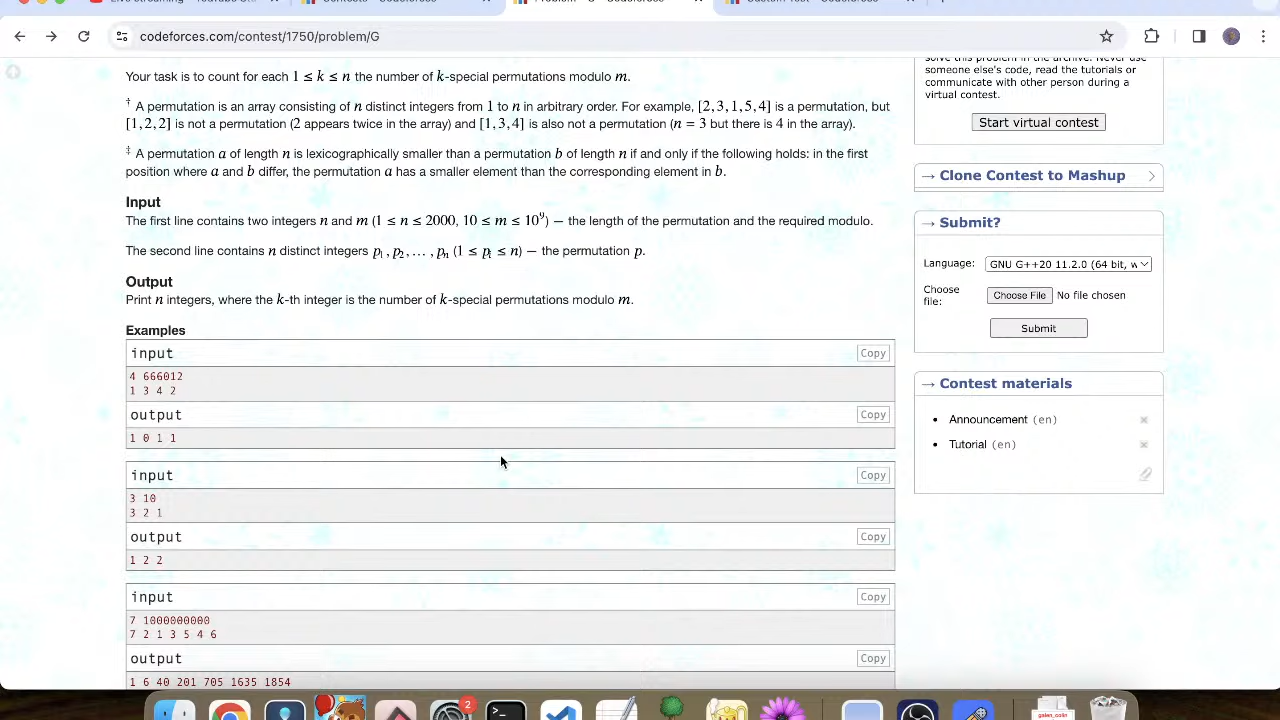 codeforces.com/contest/1750/problem/G
Your task is to count for each 1 ≤ k ≤ n the number of k-special permutations modulo m.
† A permutation is an array consisting of n distinct integers from 1 to n in arbitrary order. For example, [2, 3, 1, 5, 4] is a permutation, but
[1, 2, 2] is not a permutation (2 appears twice in the array) and [1, 3, 4] is also not a permutation (n = 3 but there is 4 in the array).
‡ A permutation a of length n is lexicographically smaller than a permutation b of length n if and only if the following holds: in the first
position where a and b differ, the permutation a has a smaller element than the corresponding element in b.
Input
The first line contains two integers n and m (1 ≤ n ≤ 2000, 10 ≤ m ≤ 10⁹) — the length of the permutation and the required modulo.
The second line contains n distinct integers p₁, p₂, … , pₙ (1 ≤ pᵢ ≤ n) — the permutation p.
Output
Print n integers, where the k-th integer is the number of k-special permutations modulo m.
Examples
input
Copy
4 666012
1 3 4 2
output
Copy
1 0 1 1
input
Copy
3 10
3 2 1
output
Copy
1 2 2
input
Copy
7 1000000000
7 2 1 3 5 4 6
output
Copy
1 6 40 201 705 1635 1854
solve this problem in the archive. Never use
someone else's code, read the tutorials or
communicate with other person during a
virtual contest.
Start virtual contest
→ Clone Contest to Mashup
→ Submit?
Language:
GNU G++20 11.2.0 (64 bit, w
Choose
file:
Choose File No file chosen
Submit
→ Contest materials
Announcement (en)
Tutorial (en)
2